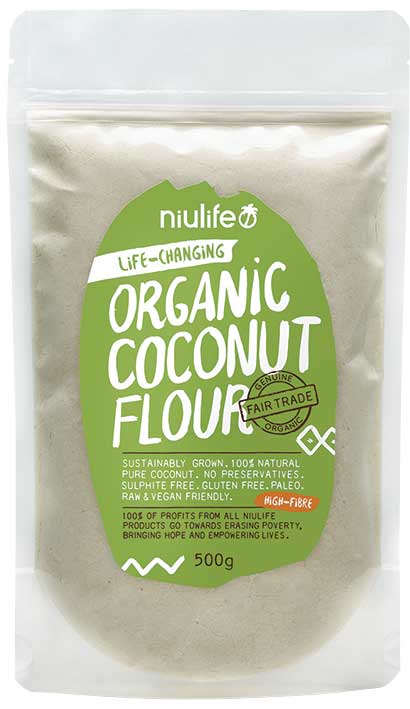 niulife
LIFE-CHANGING
ORGANIC
COCONUT
FLOUR
GENUINE
FAIR TRADE
ORGANIC
SUSTAINABLY GROWN. 100% NATURAL
PURE COCONUT. NO PRESERVATIVES.
SULPHITE FREE. GLUTEN FREE. PALEO.
RAW & VEGAN FRIENDLY.
HIGH-FIBRE
100% OF PROFITS FROM ALL NIULIFE
PRODUCTS GO TOWARDS ERASING POVERTY,
BRINGING HOPE AND EMPOWERING LIVES.
500g